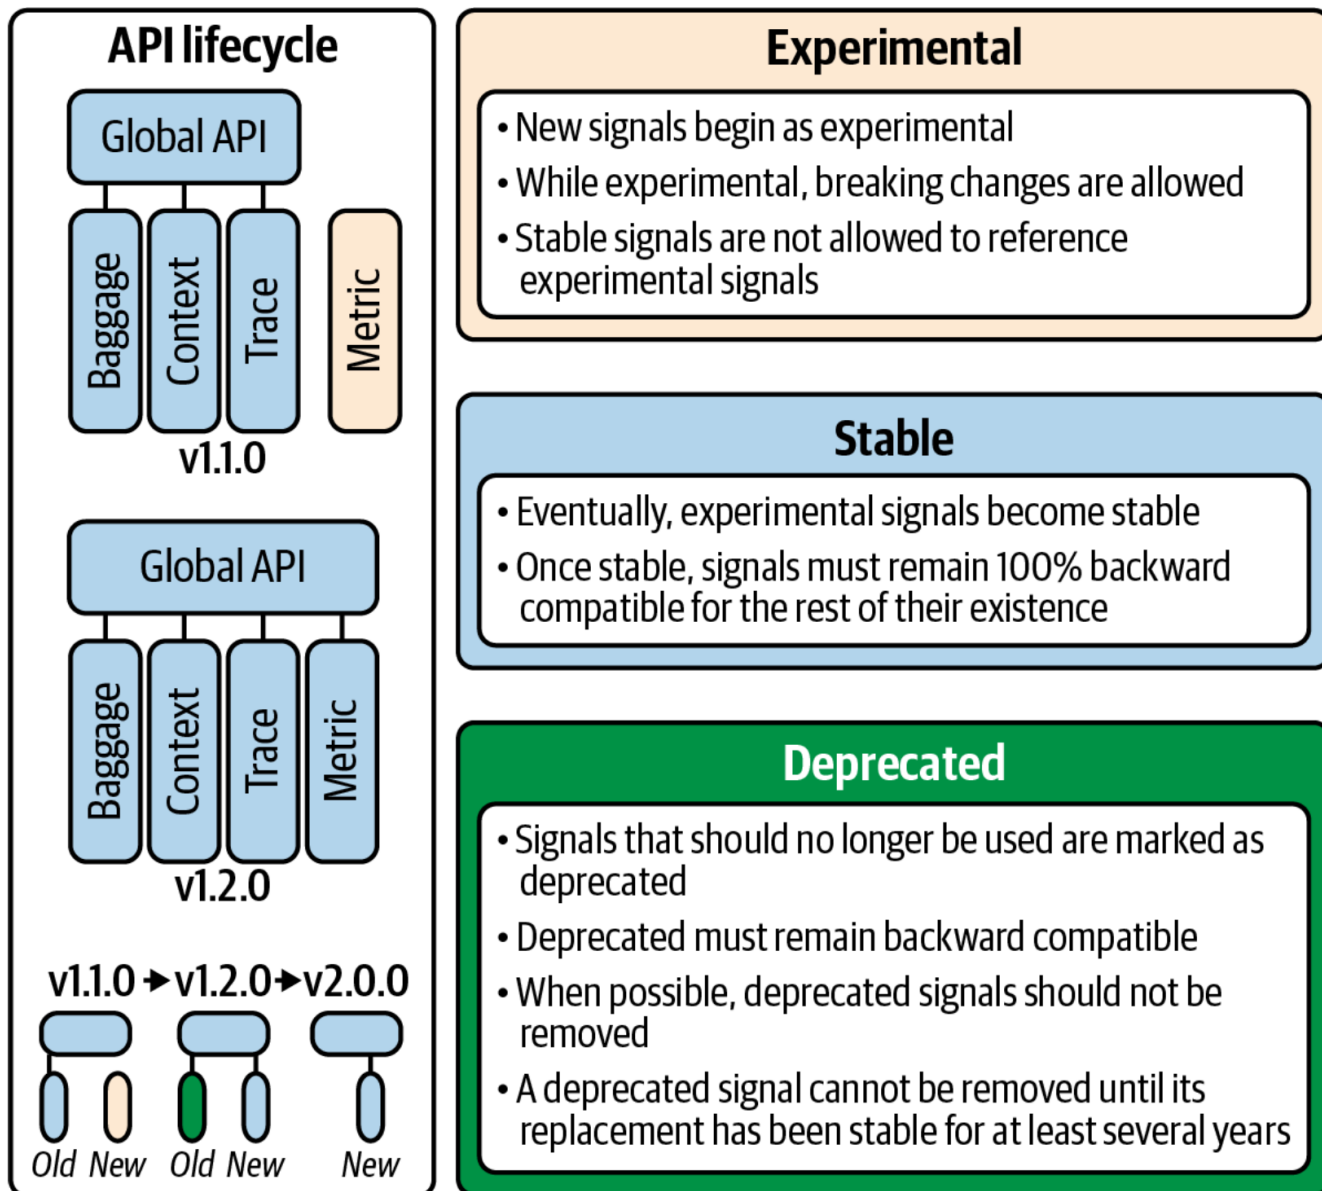 API lifecycle
Global API
Baggage
Context
Trace
Metric
v1.1.0
Global API
Baggage
Context
Trace
Metric
v1.2.0
v1.1.0 → v1.2.0 → v2.0.0
Old New Old New New
Experimental
• New signals begin as experimental
• While experimental, breaking changes are allowed
• Stable signals are not allowed to reference
experimental signals
Stable
• Eventually, experimental signals become stable
• Once stable, signals must remain 100% backward
compatible for the rest of their existence
Deprecated
• Signals that should no longer be used are marked as
deprecated
• Deprecated must remain backward compatible
• When possible, deprecated signals should not be
removed
• A deprecated signal cannot be removed until its
replacement has been stable for at least several years